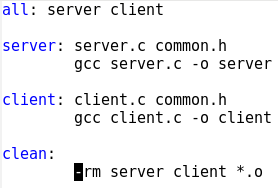 all: server client
server: server.c common.h
gcc server.c -o server
client: client.c common.h
gcc client.c -o client
clean:
-rm server client *.o